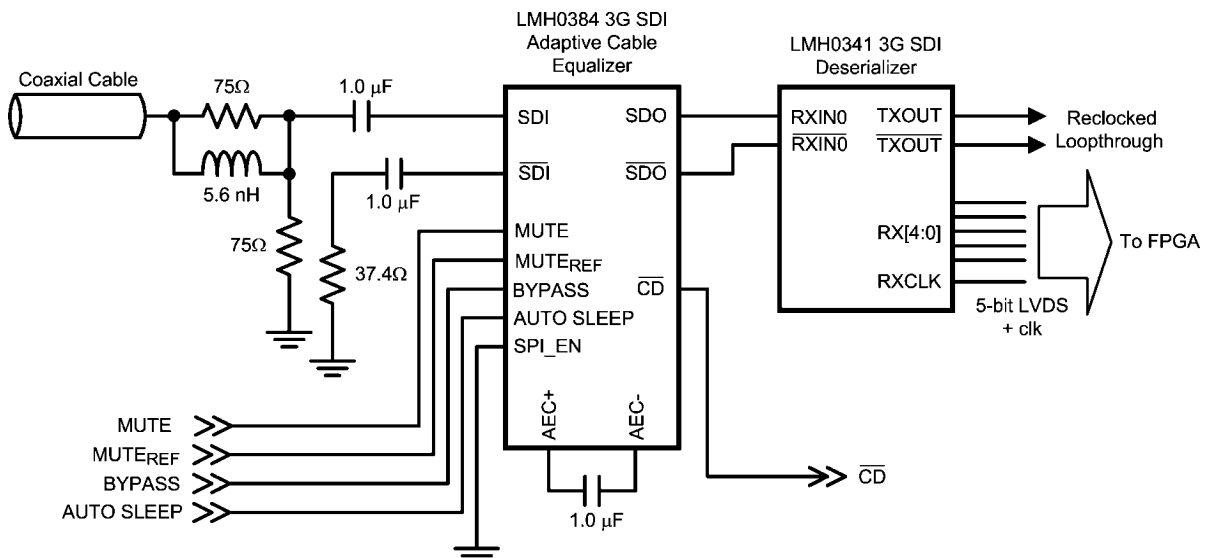 LMH0384 3G SDI
Adaptive Cable
Equalizer
LMH0341 3G SDI
Deserializer
Coaxial Cable
75Ω
1.0 μF
5.6 nH
75Ω
1.0 μF
37.4Ω
SDI
SDI
MUTE
MUTEREF
BYPASS
AUTO SLEEP
SPI_EN
SDO
SDO
CD
AEC+
AEC-
1.0 μF
RXIN0
RXIN0
TXOUT
TXOUT
RX[4:0]
RXCLK
Reclocked
Loopthrough
5-bit LVDS
+ clk
To FPGA
MUTE
MUTEREF
BYPASS
AUTO SLEEP
CD